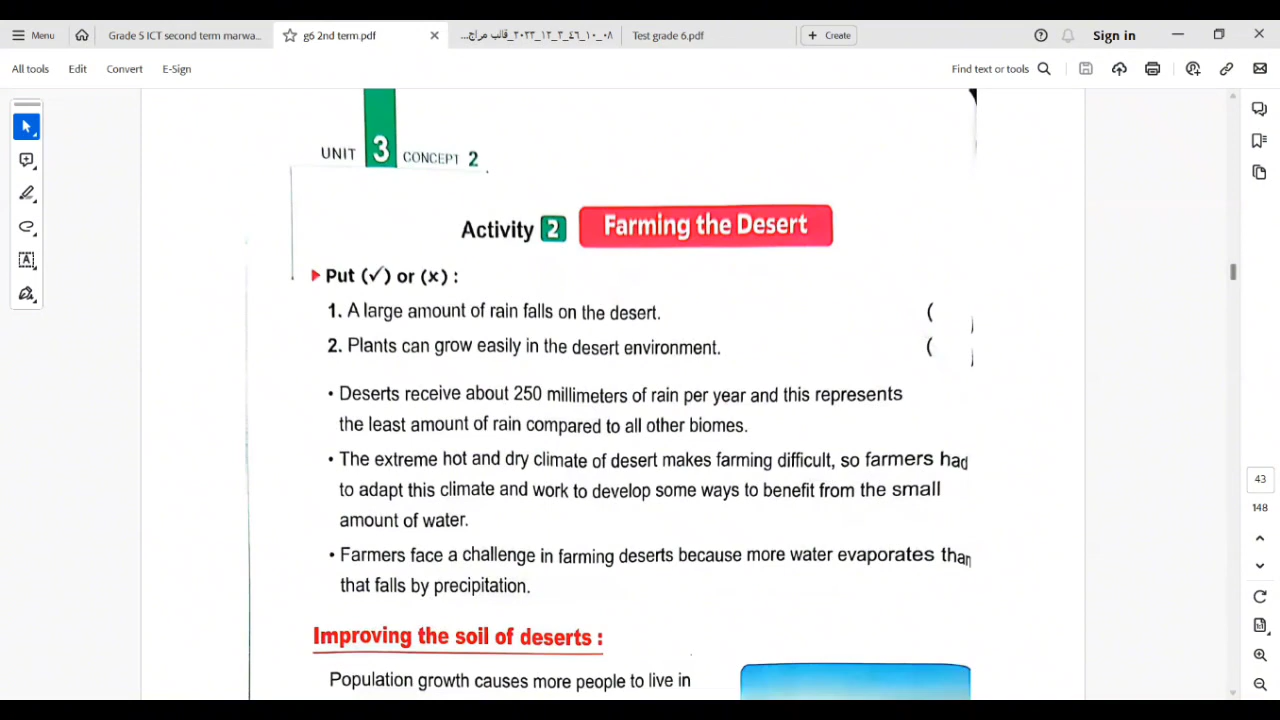 Menu
Grade 5 ICT second term marwa...
g6 2nd term.pdf
Test grade 6.pdf
Create
Sign in
All tools
Edit
Convert
E-Sign
Find text or tools
UNIT 3 CONCEPT 2
Activity 2 Farming the Desert
Put (✓) or (x) :
1. A large amount of rain falls on the desert. ( )
2. Plants can grow easily in the desert environment. ( )
• Deserts receive about 250 millimeters of rain per year and this represents
the least amount of rain compared to all other biomes.
• The extreme hot and dry climate of desert makes farming difficult, so farmers had
to adapt this climate and work to develop some ways to benefit from the small
amount of water.
• Farmers face a challenge in farming deserts because more water evaporates than
that falls by precipitation.
Improving the soil of deserts :
Population growth causes more people to live in
43
148